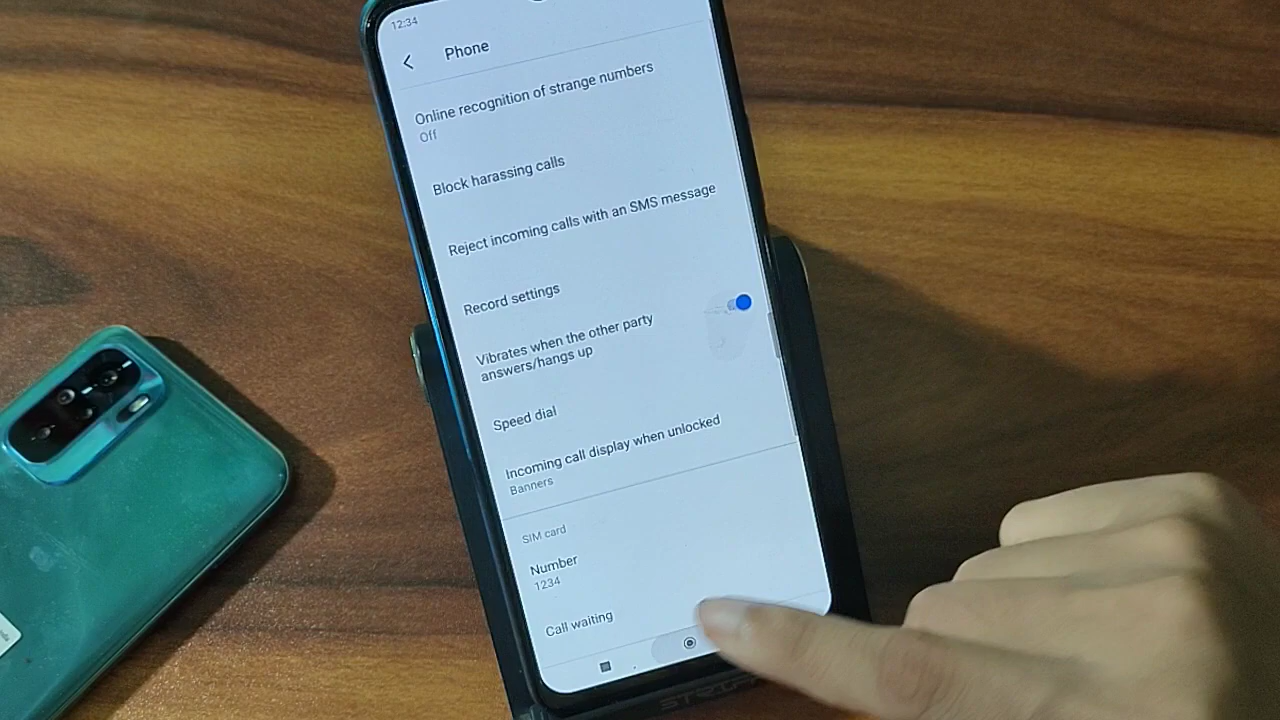 12:34
Phone
Online recognition of strange numbers
Off
Block harassing calls
Reject incoming calls with an SMS message
Record settings
Vibrates when the other party
answers/hangs up
Speed dial
Incoming call display when unlocked
Banners
SIM card
Number
1234
Call waiting